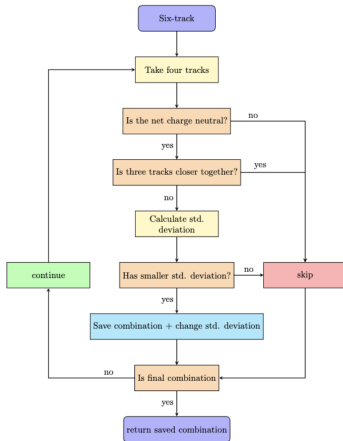 Six-track
Take four tracks
Is the net charge neutral?
no
yes
Is three tracks closer together?
yes
no
Calculate std.
deviation
continue
Has smaller std. deviation?
no
skip
yes
Save combination + change std. deviation
no
Is final combination
yes
return saved combination